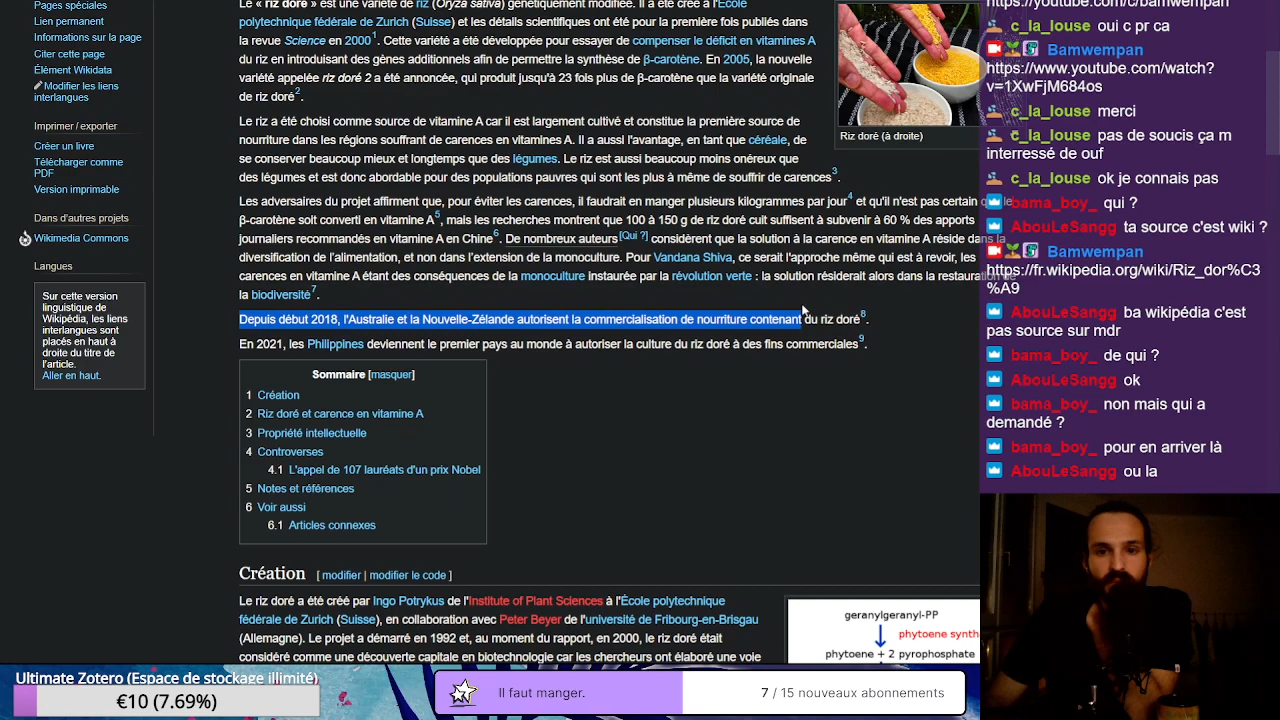 Pages spéciales
Lien permanent
Informations sur la page
Citer cette page
Élément Wikidata
Modifier les liens
interlangues
Imprimer / exporter
Créer un livre
Télécharger comme
PDF
Version imprimable
Dans d'autres projets
Wikimedia Commons
Langues
Sur cette version
linguistique de
Wikipédia, les liens
interlangues sont
placés en haut à
droite du titre de
l'article.
Aller en haut.
Le « riz doré » est une variété de riz (Oryza sativa) génétiquement modifiée. Il a été créé à l'École
polytechnique fédérale de Zurich (Suisse) et les détails scientifiques ont été pour la première fois publiés dans
la revue Science en 2000¹. Cette variété a été développée pour essayer de compenser le déficit en vitamines A
du riz en introduisant des gènes additionnels afin de permettre la synthèse de β-carotène. En 2005, la nouvelle
variété appelée riz doré 2 a été annoncée, qui produit jusqu'à 23 fois plus de β-carotène que la variété originale
de riz doré².
Le riz a été choisi comme source de vitamine A car il est largement cultivé et constitue la première source de
nourriture dans les régions souffrant de carences en vitamines A. Il a aussi l'avantage, en tant que céréale, de
se conserver beaucoup mieux et longtemps que des légumes. Le riz est aussi beaucoup moins onéreux que
des légumes et est donc abordable pour des populations pauvres qui sont les plus à même de souffrir de carences³.
Les adversaires du projet affirment que, pour éviter les carences, il faudrait en manger plusieurs kilogrammes par jour⁴ et qu'il n'est pas certain que le
β-carotène soit converti en vitamine A⁵, mais les recherches montrent que 100 à 150 g de riz doré cuit suffisent à subvenir à 60 % des apports
journaliers recommandés en vitamine A en Chine⁶. De nombreux auteurs[Qui ?] considèrent que la solution à la carence en vitamines A réside dans la
diversification de l'alimentation, et non dans l'extension de la monoculture. Pour Vandana Shiva, ce serait l'approche même qui est à revoir, les
carences en vitamine A étant des conséquences de la monoculture instaurée par la révolution verte : la solution résiderait alors dans la restauration de
la biodiversité⁷.
Depuis début 2018, l'Australie et la Nouvelle-Zélande autorisent la commercialisation de nourriture contenant du riz doré⁸.
En 2021, les Philippines deviennent le premier pays au monde à autoriser la culture du riz doré à des fins commerciales⁹.
Riz doré (à droite)
Sommaire [masquer]
1 Création
2 Riz doré et carence en vitamine A
3 Propriété intellectuelle
4 Controverses
4.1 L'appel de 107 lauréats d'un prix Nobel
5 Notes et références
6 Voir aussi
6.1 Articles connexes
Création [ modifier | modifier le code ]
Le riz doré a été créé par Ingo Potrykus de l'Institute of Plant Sciences à l'École polytechnique
fédérale de Zurich (Suisse), en collaboration avec Peter Beyer de l'université de Fribourg-en-Brisgau
(Allemagne). Le projet a démarré en 1992 et, au moment du rapport, en 2000, le riz doré était
considéré comme une découverte capitale en biotechnologie car les chercheurs ont élaboré une voie
geranylgeranyl-PP
phytoene synth
phytoene + 2 pyrophosphate
https://youtube.com/c/bamwempan
c_la_louse oui c pr ca
Bamwempan
https://www.youtube.com/watch?
v=1XwFjM684os
c_la_louse merci
c_la_louse pas de soucis ça m
interressé de ouf
c_la_louse ok je connais pas
bama_boy_ qui ?
AbouLeSangg ta source c'est wiki ?
Bamwempan
https://fr.wikipedia.org/wiki/Riz_dor%C3
%A9
AbouLeSangg ba wikipédia c'est
pas source sur mdr
bama_boy_ de qui ?
AbouLeSangg ok
bama_boy_ non mais qui a
demandé ?
bama_boy_ pour en arriver là
AbouLeSangg ou la
Ultimate Zotero (Espace de stockage illimité)
€10 (7.69%)
Il faut manger.
7 / 15 nouveaux abonnements